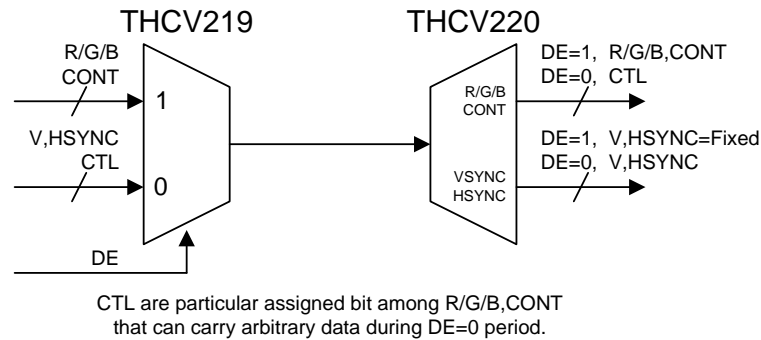 THCV219
THCV220
R/G/B
CONT
1
V,HSYNC
CTL
0
DE
R/G/B
CONT
VSYNC
HSYNC
DE=1, R/G/B,CONT
DE=0, CTL
DE=1, V,HSYNC=Fixed
DE=0, V,HSYNC
CTL are particular assigned bit among R/G/B,CONT
that can carry arbitrary data during DE=0 period.